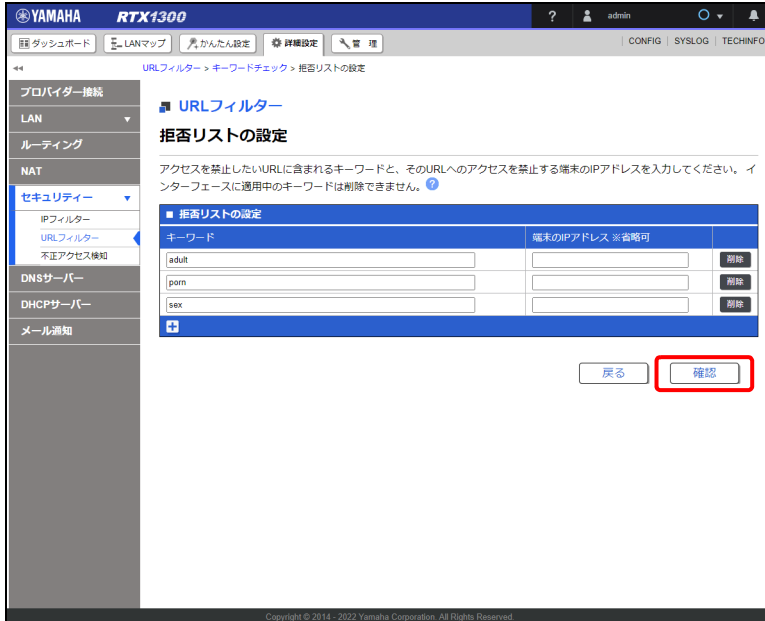 YAMAHA RTX1300 ? admin
ダッシュボード LANマップ かんたん設定 詳細設定 管 理 CONFIG SYSLOG TECHINFO
URLフィルター > キーワードチェック > 拒否リストの設定
プロバイダー接続
LAN
ルーティング
NAT
セキュリティー
IPフィルター
URLフィルター
不正アクセス検知
DNSサーバー
DHCPサーバー
メール通知
URLフィルター
拒否リストの設定
アクセスを禁止したいURLに含まれるキーワードと、そのURLへのアクセスを禁止する端末のIPアドレスを入力してください。 イ
ンターフェースに適用中のキーワードは削除できません。 ?
■ 拒否リストの設定
キーワード 端末のIPアドレス ※省略可
adult 削除
porn 削除
sex 削除
戻る 確認
Copyright © 2014 - 2022 Yamaha Corporation. All Rights Reserved.